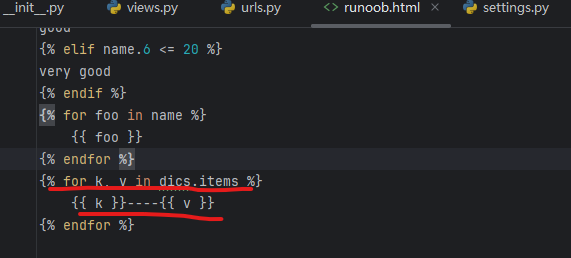 __init__.py views.py urls.py <> runoob.html × settings.py
good
{% elif name.6 <= 20 %}
very good
{% endif %}
{% for foo in name %}
{{ foo }}
{% endfor %}
{% for k, v in dics.items %}
{{ k }}----{{ v }}
{% endfor %}